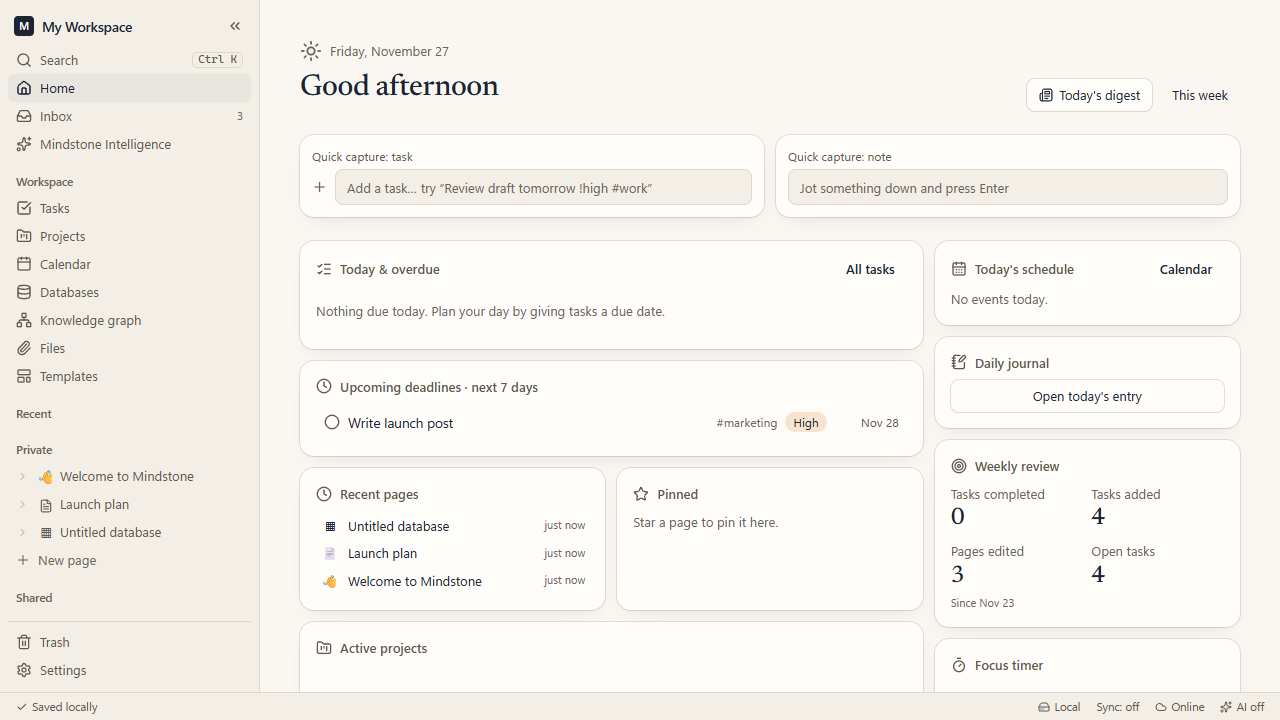 M My Workspace
Search Ctrl K
Home
Inbox 3
Mindstone Intelligence
Workspace
Tasks
Projects
Calendar
Databases
Knowledge graph
Files
Templates
Recent
Private
Welcome to Mindstone
Launch plan
Untitled database
New page
Shared
Trash
Settings
Friday, November 27
Good afternoon
Today's digest This week
Quick capture: task
Add a task... try “Review draft tomorrow !high #work”
Quick capture: note
Jot something down and press Enter
Today & overdue All tasks
Nothing due today. Plan your day by giving tasks a due date.
Upcoming deadlines · next 7 days
Write launch post #marketing High Nov 28
Recent pages
Untitled database just now
Launch plan just now
Welcome to Mindstone just now
Pinned
Star a page to pin it here.
Active projects
Today's schedule Calendar
No events today.
Daily journal
Open today's entry
Weekly review
Tasks completed Tasks added
0 4
Pages edited Open tasks
3 4
Since Nov 23
Focus timer
Saved locally Local Sync: off Online AI off